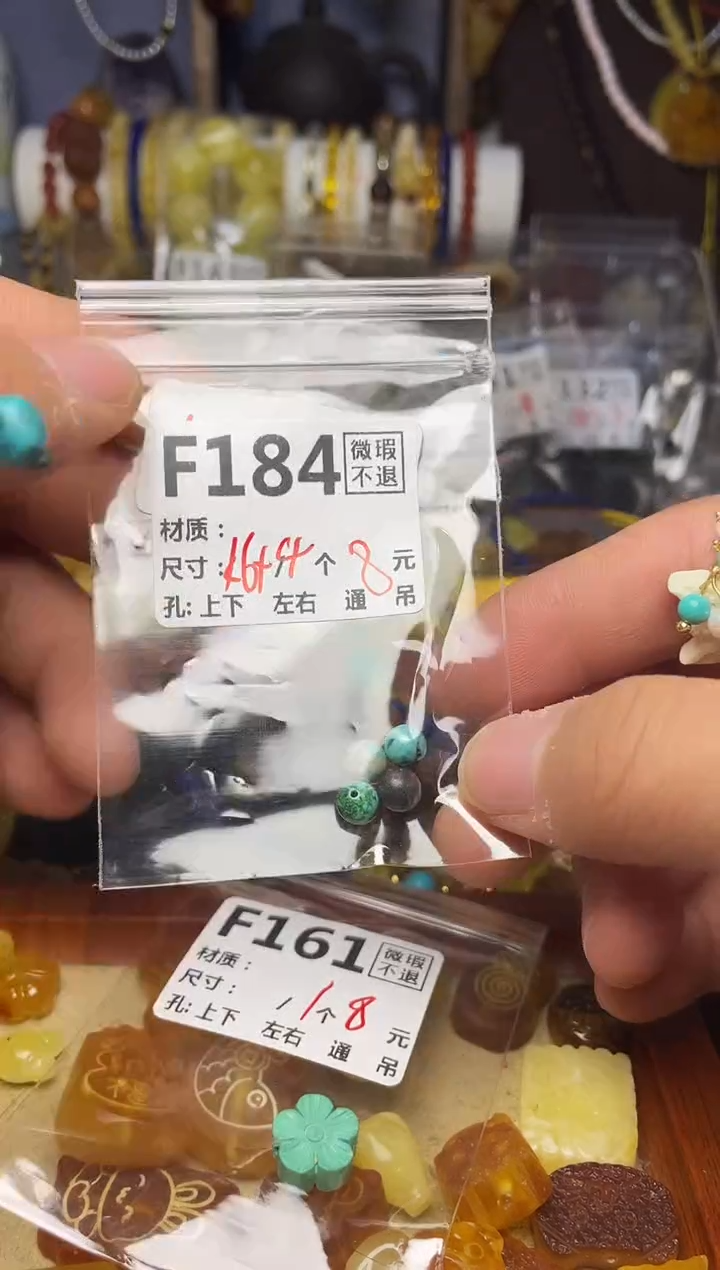 F184 微瑕
不退
材质：
尺寸： 个 8 元
孔: 上下 左右 通 吊
F161 微瑕
不退
材质：
尺寸： / 1个 8 元
孔: 上下 左右 通 吊